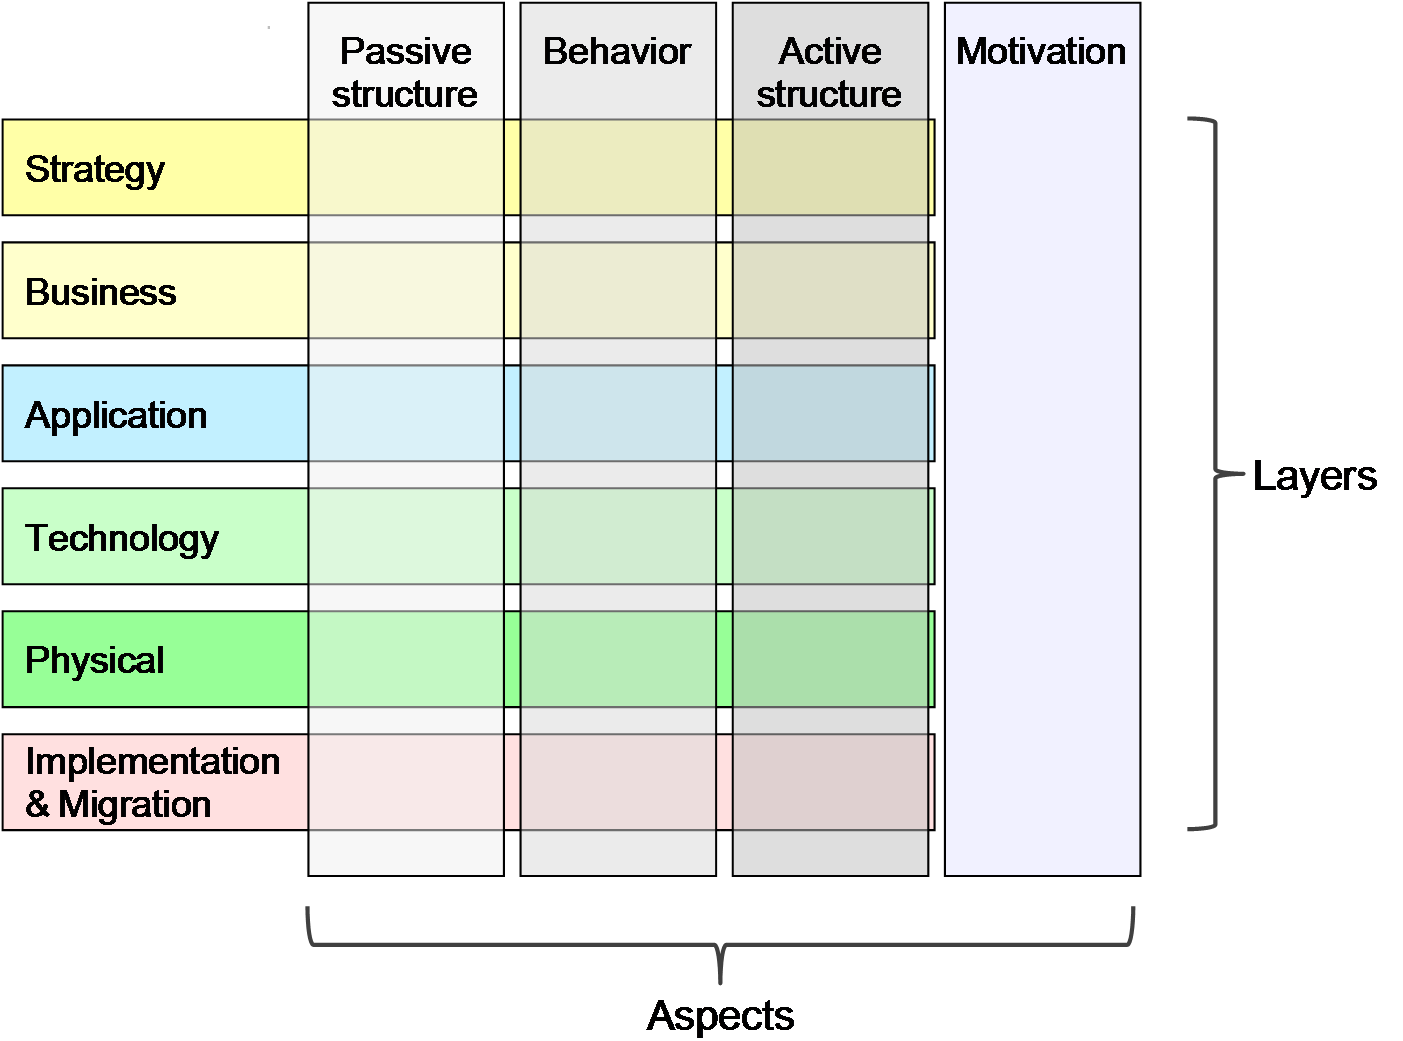 Passive
structure
Behavior
Active
structure
Motivation
Strategy
Business
Application
Technology
Physical
Implementation
& Migration
Layers
Aspects